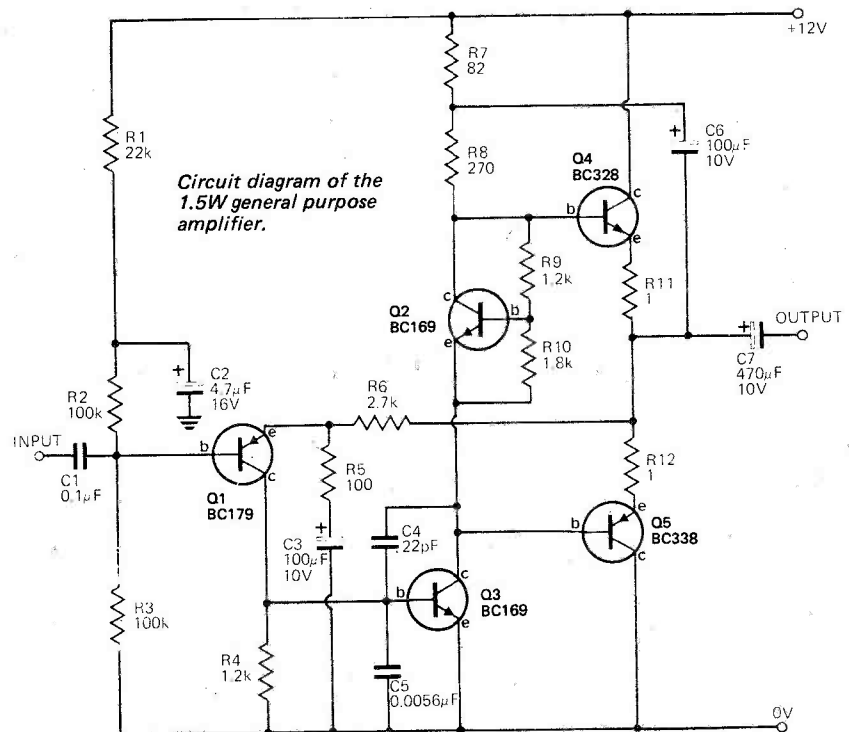 +12V
R7
82
R1
22k
R8
270
C6
100µF
10V
Q4
BC328
Circuit diagram of the
1.5W general purpose
amplifier.
c
b
e
R9
1.2k
R11
1
Q2
BC169
c
b
e
OUTPUT
R10
1.8k
C7
470µF
10V
C2
4.7µF
16V
R2
100k
R6
2.7k
INPUT
b
e
c
C1
0.1µF
Q1
BC179
R5
100
R12
1
e
b
c
Q5
BC338
C4
22pF
C3
100µF
10V
c
b
e
Q3
BC169
R3
100k
R4
1.2k
C5
0.0056µF
0V